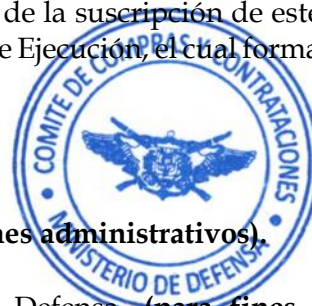 de la suscripción de este
e Ejecución, el cual forma
COMITE DE COMPRAS Y CONTRATACIONES
MINISTERIO DE DEFENSA
nes administrativos).
Defensa (para fines